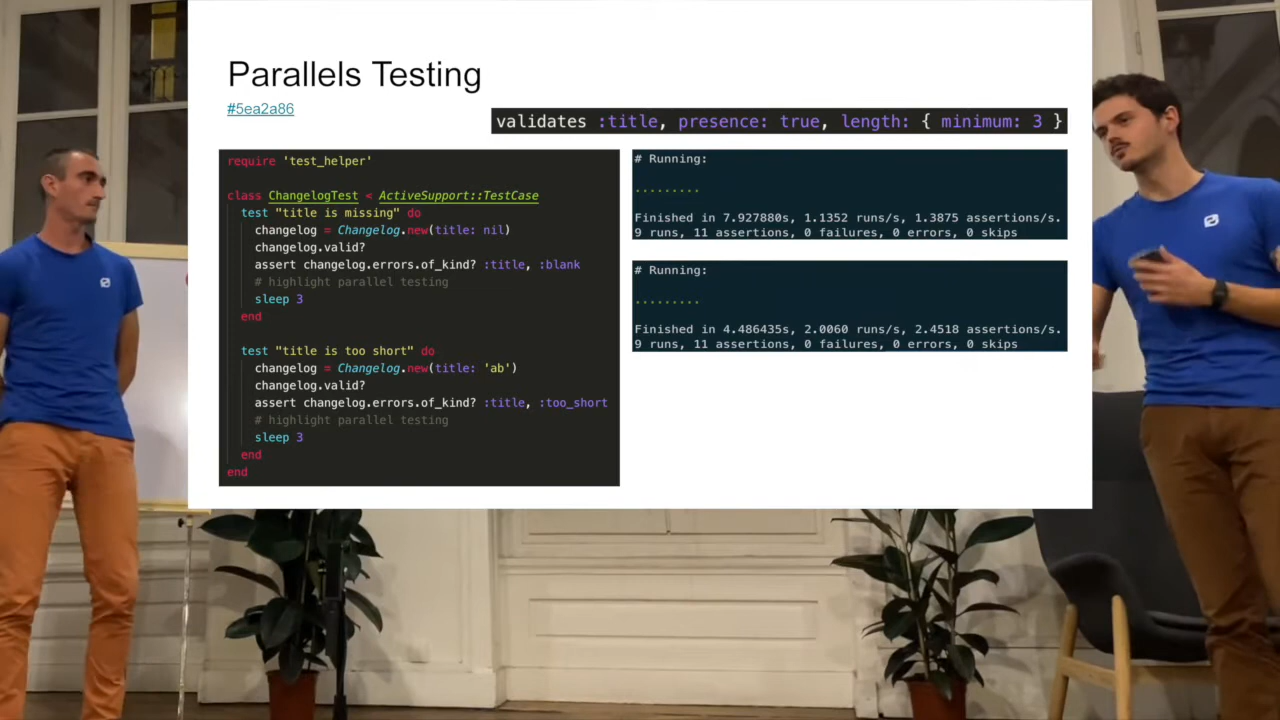 Parallels Testing
#5ea2a86
validates :title, presence: true, length: { minimum: 3 }
require 'test_helper'
class ChangelogTest < ActiveSupport::TestCase
test "title is missing" do
changelog = Changelog.new(title: nil)
changelog.valid?
assert changelog.errors.of_kind? :title, :blank
# highlight parallel testing
sleep 3
end
test "title is too short" do
changelog = Changelog.new(title: 'ab')
changelog.valid?
assert changelog.errors.of_kind? :title, :too_short
# highlight parallel testing
sleep 3
end
end
# Running:
.........
Finished in 7.927880s, 1.1352 runs/s, 1.3875 assertions/s.
9 runs, 11 assertions, 0 failures, 0 errors, 0 skips
# Running:
.........
Finished in 4.486435s, 2.0060 runs/s, 2.4518 assertions/s.
9 runs, 11 assertions, 0 failures, 0 errors, 0 skips